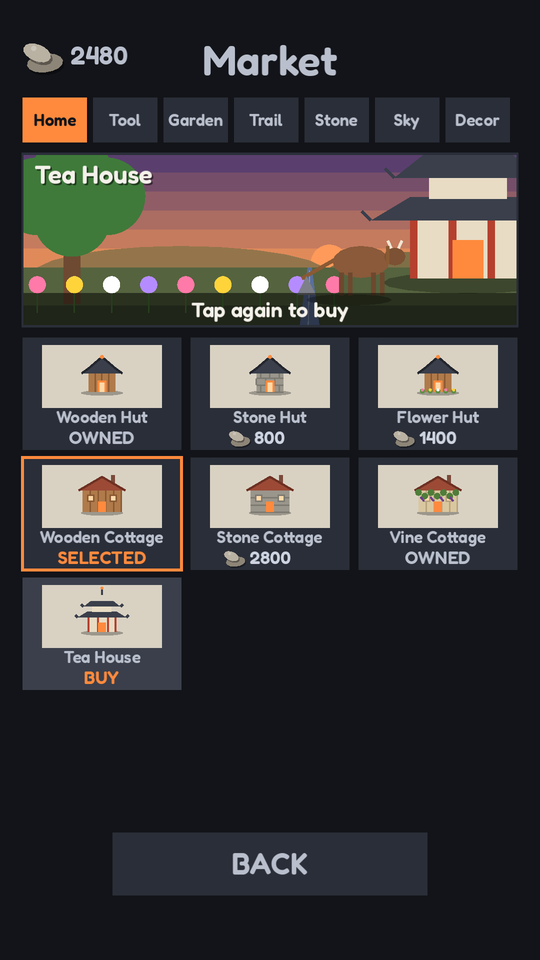 2480
Market
Home
Tool
Garden
Trail
Stone
Sky
Decor
Tea House
Tap again to buy
Wooden Hut
OWNED
Stone Hut
800
Flower Hut
1400
Wooden Cottage
SELECTED
Stone Cottage
2800
Vine Cottage
OWNED
Tea House
BUY
BACK